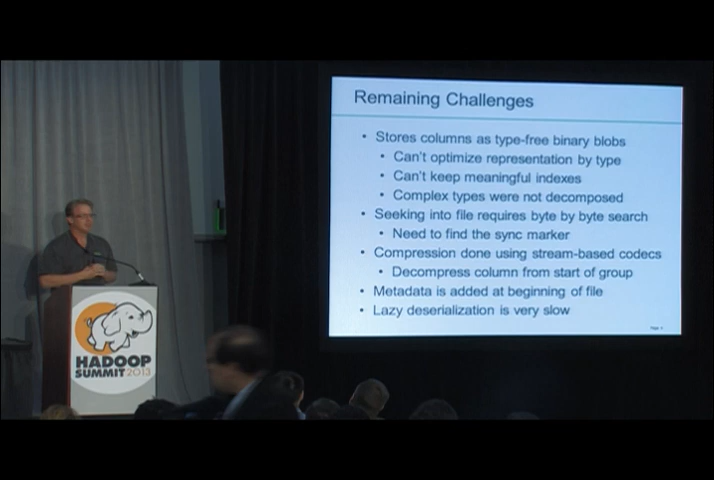 Remaining Challenges
• Stores columns as type-free binary blobs
• Can't optimize representation by type
• Can't keep meaningful indexes
• Complex types were not decomposed
• Seeking into file requires byte by byte search
• Need to find the sync marker
• Compression done using stream-based codecs
• Decompress column from start of group
• Metadata is added at beginning of file
• Lazy deserialization is very slow
HADOOP
SUMMIT 2013